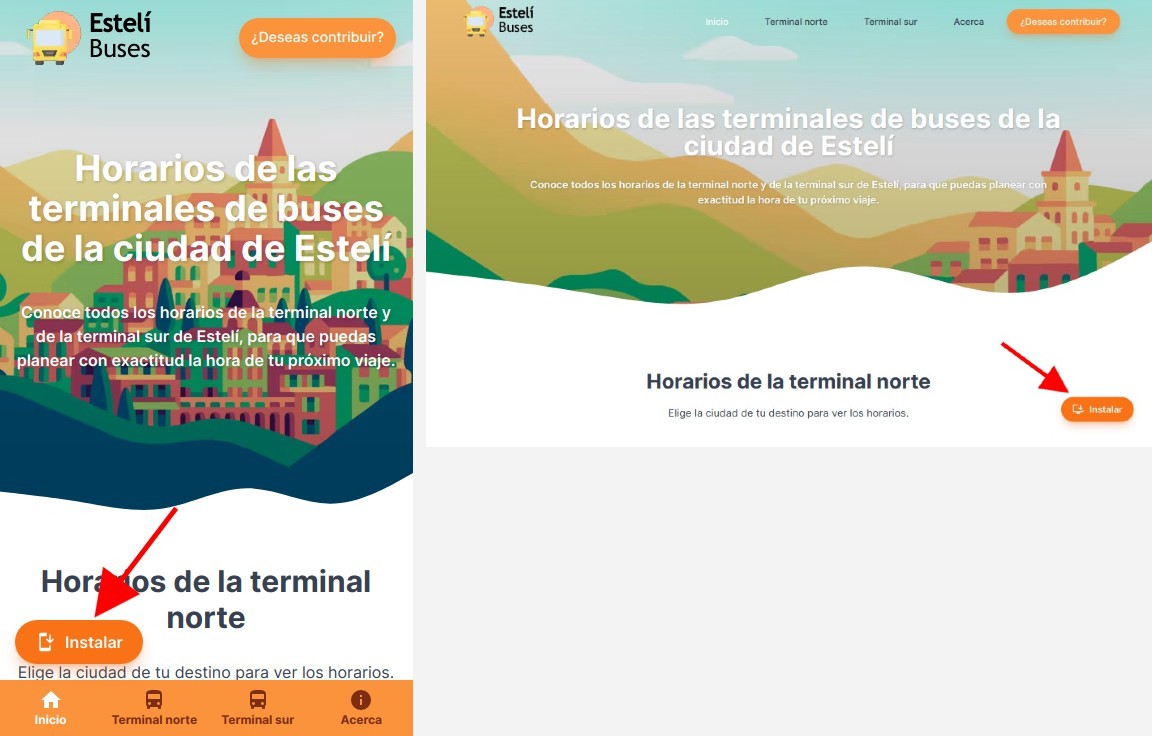 Estelí
Buses
¿Deseas contribuir?
Horarios de las
terminales de buses
de la ciudad de Estelí
Conoce todos los horarios de la terminal norte y
de la terminal sur de Estelí, para que puedas
planear con exactitud la hora de tu próximo viaje.
Horarios de la terminal
norte
Instalar
Elige la ciudad de tu destino para ver los horarios.
Inicio Terminal norte Terminal sur Acerca
Estelí
Buses
Inicio Terminal norte Terminal sur Acerca ¿Deseas contribuir?
Horarios de las terminales de buses de la
ciudad de Estelí
Conoce todos los horarios de la terminal norte y de la terminal sur de Estelí, para que puedas planear con
exactitud la hora de tu próximo viaje.
Horarios de la terminal norte
Elige la ciudad de tu destino para ver los horarios.
Instalar